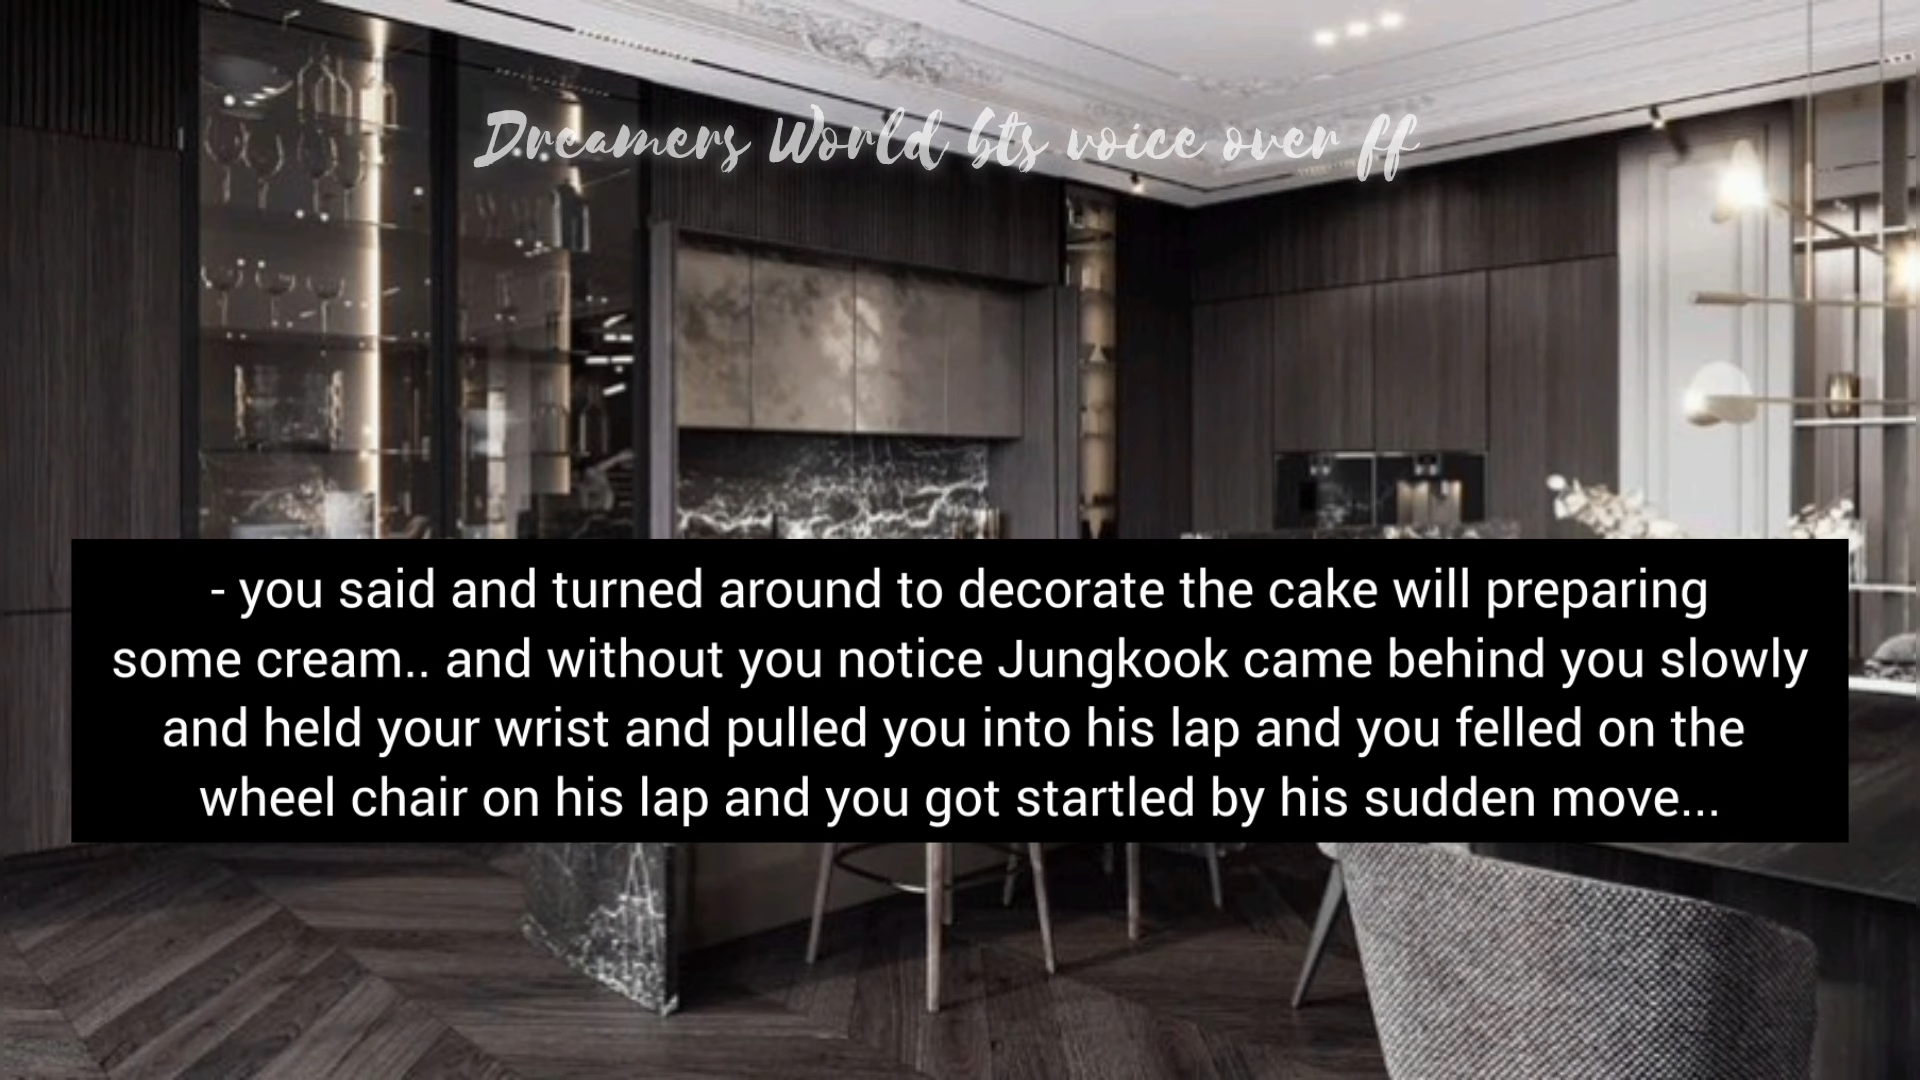 Dreamers World bts voice over ff
- you said and turned around to decorate the cake will preparing
some cream.. and without you notice Jungkook came behind you slowly
and held your wrist and pulled you into his lap and you felled on the
wheel chair on his lap and you got startled by his sudden move...